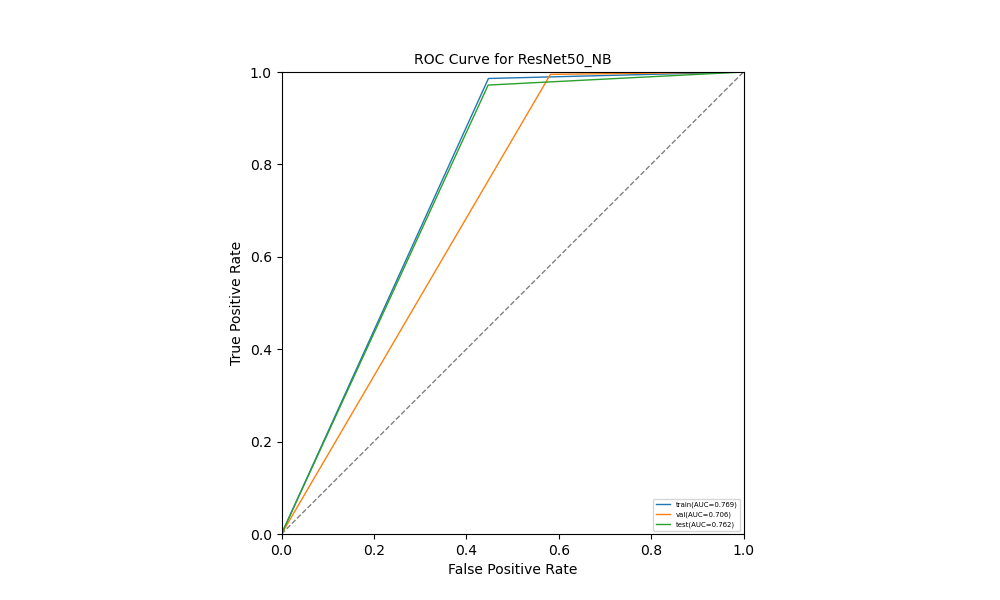 ROC Curve for ResNet50_NB
1.0
0.8
0.6
0.4
0.2
0.0
True Positive Rate
train(AUC=0.769)
val(AUC=0.706)
test(AUC=0.762)
0.0 0.2 0.4 0.6 0.8 1.0
False Positive Rate